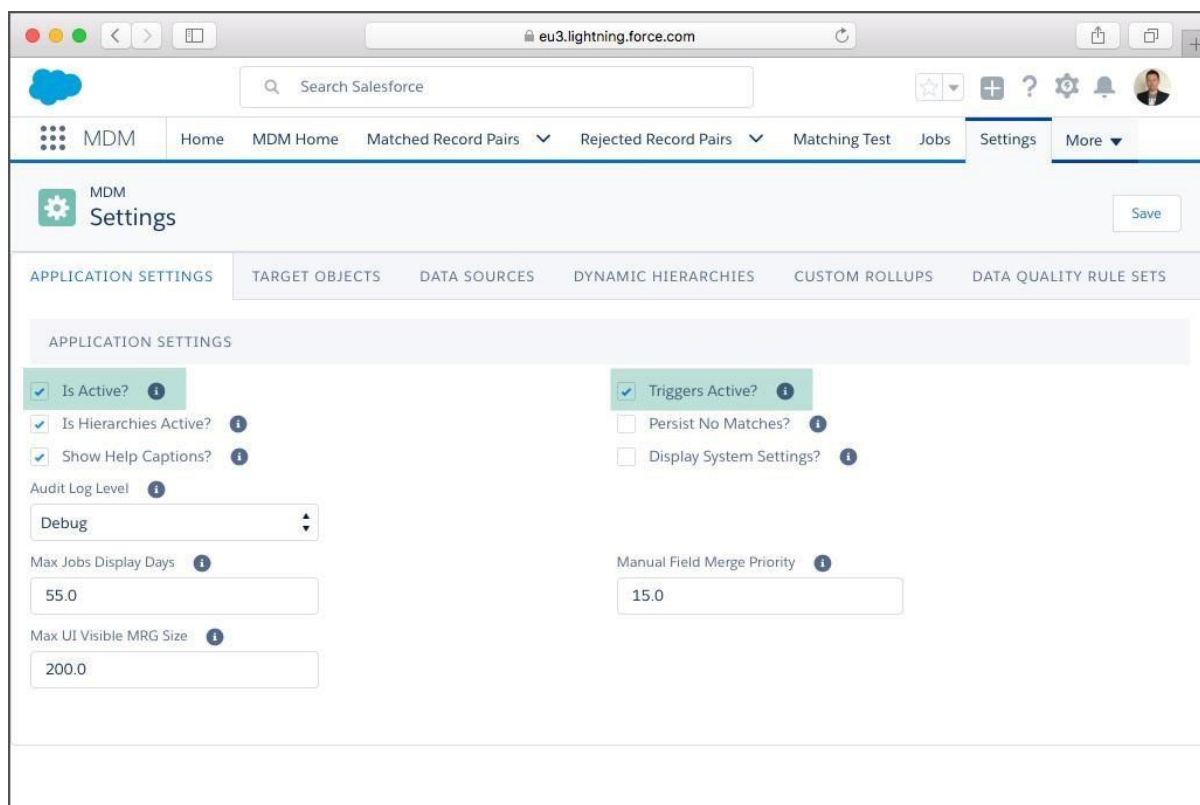 eu3.lightning.force.com
Search Salesforce
MDM Home MDM Home Matched Record Pairs Rejected Record Pairs Matching Test Jobs Settings More
MDM
Settings
Save
APPLICATION SETTINGS TARGET OBJECTS DATA SOURCES DYNAMIC HIERARCHIES CUSTOM ROLLUPS DATA QUALITY RULE SETS
APPLICATION SETTINGS
Is Active? Triggers Active?
Is Hierarchies Active? Persist No Matches?
Show Help Captions? Display System Settings?
Audit Log Level
Debug
Max Jobs Display Days Manual Field Merge Priority
55.0 15.0
Max UI Visible MRG Size
200.0